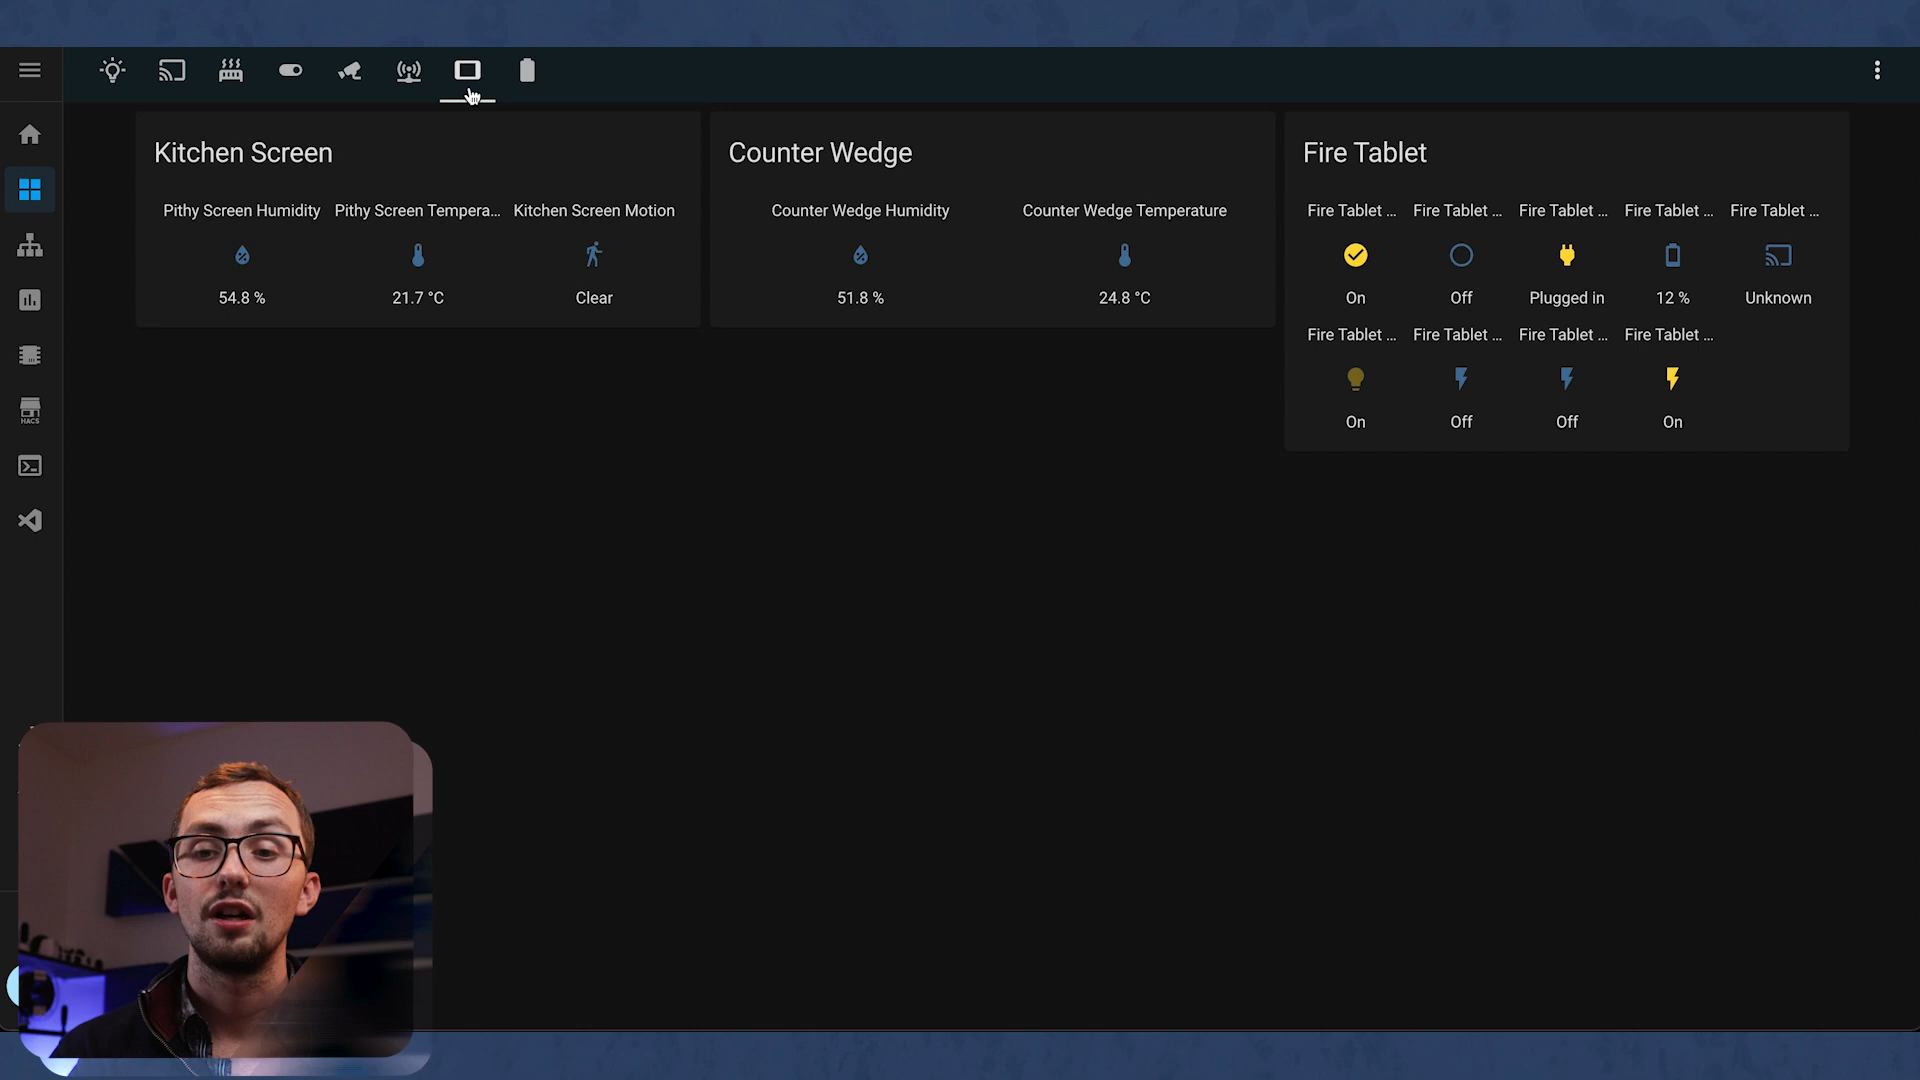 Kitchen Screen
Pithy Screen Humidity Pithy Screen Tempera... Kitchen Screen Motion
54.8 % 21.7 °C Clear
Counter Wedge
Counter Wedge Humidity Counter Wedge Temperature
51.8 % 24.8 °C
Fire Tablet
Fire Tablet ... Fire Tablet ... Fire Tablet ... Fire Tablet ... Fire Tablet ...
On Off Plugged in 12 % Unknown
Fire Tablet ... Fire Tablet ... Fire Tablet ... Fire Tablet ...
On Off Off On
HACS